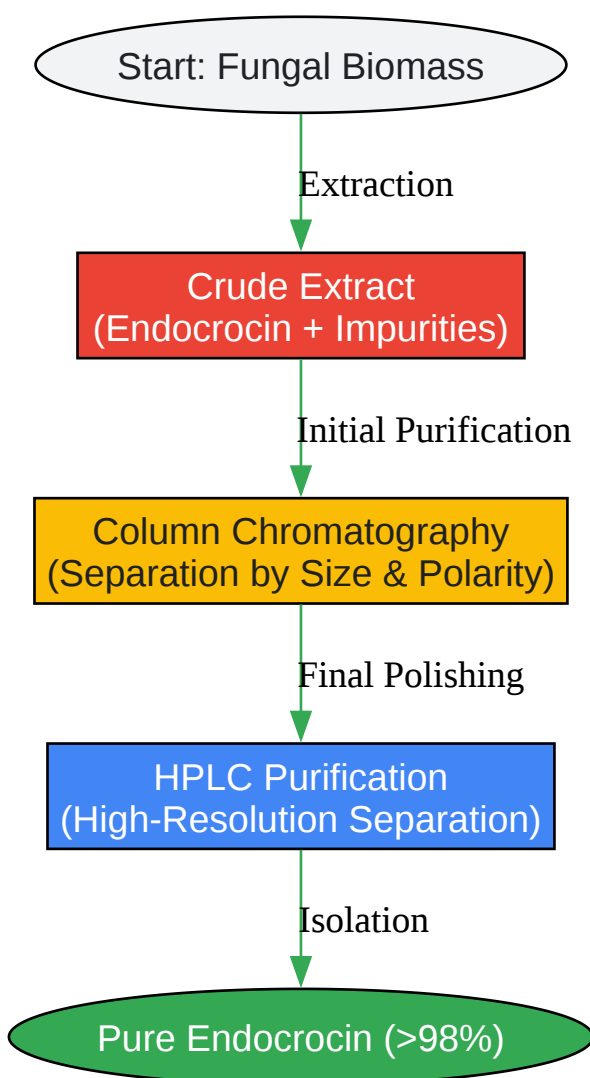 Start: Fungal Biomass
Extraction
Crude Extract
(Endocrocin + Impurities)
Initial Purification
Column Chromatography
(Separation by Size & Polarity)
Final Polishing
HPLC Purification
(High-Resolution Separation)
Isolation
Pure Endocrocin (>98%)